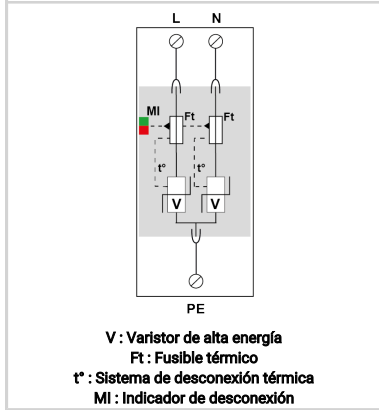 L N
MI
Ft Ft
t° t°
V V
PE
V : Varistor de alta energía
Ft : Fusible térmico
t° : Sistema de desconexión térmica
MI : Indicador de desconexión